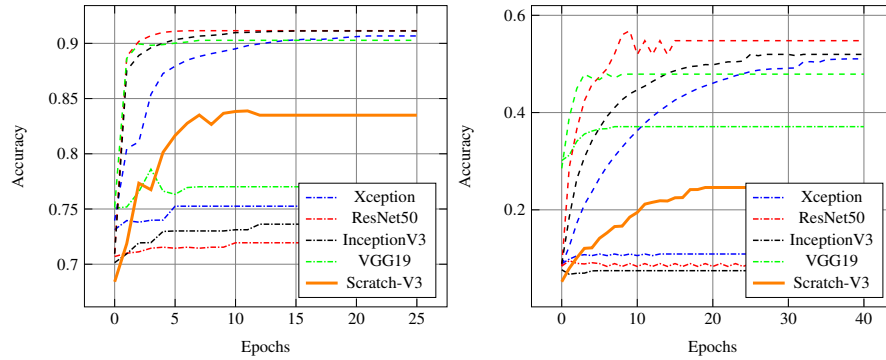 0.9
0.85
0.8
0.75
0.7
Accuracy
0
5
10
15
20
25
Epochs
Xception
ResNet50
InceptionV3
VGG19
Scratch-V3
0.6
0.4
0.2
Accuracy
0
10
20
30
40
Epochs
Xception
ResNet50
InceptionV3
VGG19
Scratch-V3